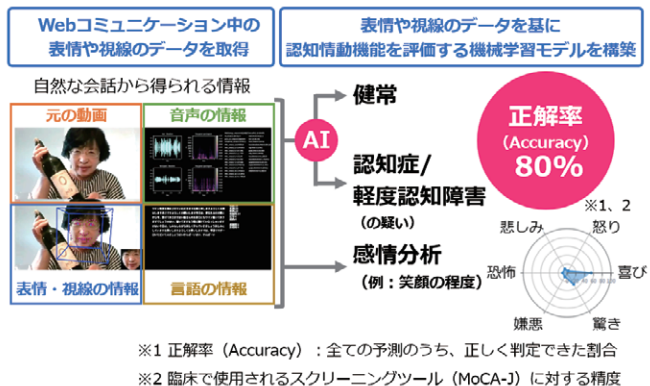 Webコミュニケーション中の
表情や視線のデータを取得
表情や視線のデータを基に
認知情動機能を評価する機械学習モデルを構築
自然な会話から得られる情報
元の動画
音声の情報
表情・視線の情報
言語の情報
AI
健常
認知症/
軽度認知障害
（の疑い）
感情分析
（例：笑顔の程度）
正解率
（Accuracy）
80%
※1、2
悲しみ
怒り
恐怖
喜び
嫌悪
驚き
※1 正解率（Accuracy）：全ての予測のうち、正しく判定できた割合
※2 臨床で使用されるスクリーニングツール（MoCA-J）に対する精度